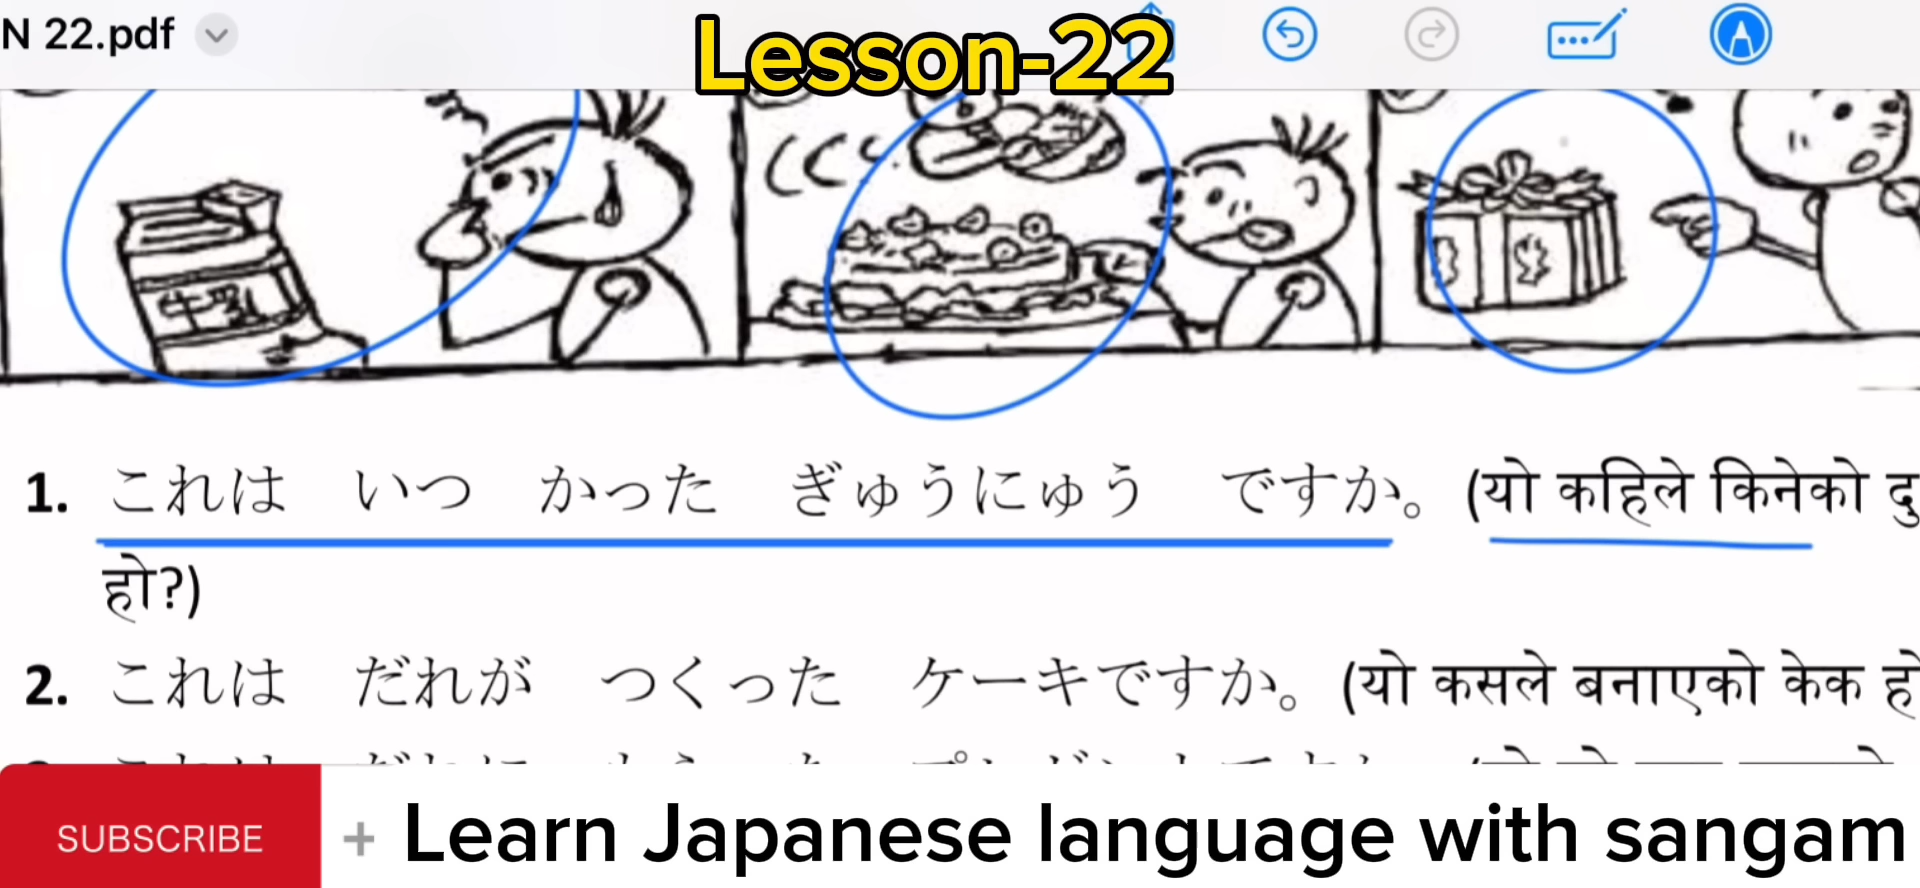 N 22.pdf
Lesson-22
牛乳
1. これは いつ かった ぎゅうにゅう ですか。 (यो कहिले किनेको दु
हो?)
2. これは だれが つくった ケーキですか。 (यो कसले बनाएको केक हो
SUBSCRIBE + Learn Japanese language with sangam